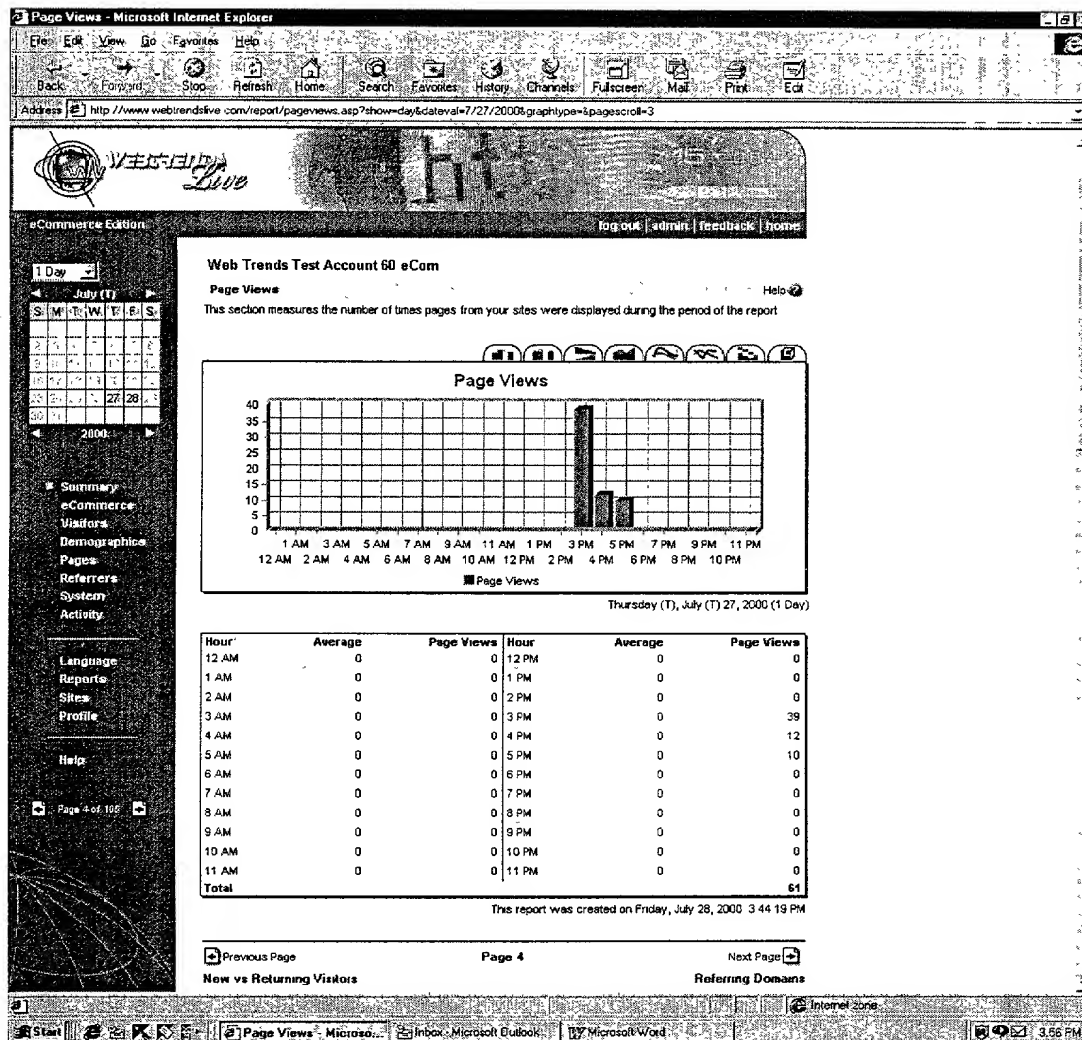 Page Views - Microsoft Internet Explorer
File Edit View Go Favorites Help
Back Forward Stop Refresh Home Search Favorites History Channels Fullscreen Mail Print Edit
Address http //www webtrendslive com/report/pageviews.asp?show=day&dateval=7/27/2000&graphtype=&pagescroll=3
WEBTRENDS
Live
eCommerce Edition
log out | admin | feedback | home
1 Day
July (T)
S M T W T F S
27 28
2000
Summary
eCommerce
Visitors
Demographics
Pages
Referrers
System
Activity
Language
Reports
Sites
Profile
Help
Web Trends Test Account 60 eCom
Page Views Help
This section measures the number of times pages from your sites were displayed during the period of the report
Page Views
40
35
30
25
20
15
10
5
0
1 AM 3 AM 5 AM 7 AM 9 AM 11 AM 1 PM 3 PM 5 PM 7 PM 9 PM 11 PM
12 AM 2 AM 4 AM 6 AM 8 AM 10 AM 12 PM 2 PM 4 PM 6 PM 8 PM 10 PM
Page Views
Thursday (T), July (T) 27, 2000 (1 Day)
Hour Average Page Views Hour Average Page Views
12 AM 0 0 12 PM 0 0
1 AM 0 0 1 PM 0 0
2 AM 0 0 2 PM 0 0
3 AM 0 0 3 PM 0 39
4 AM 0 0 4 PM 0 12
5 AM 0 0 5 PM 0 10
6 AM 0 0 6 PM 0 0
7 AM 0 0 7 PM 0 0
8 AM 0 0 8 PM 0 0
9 AM 0 0 9 PM 0 0
10 AM 0 0 10 PM 0 0
11 AM 0 0 11 PM 0 0
Total 61
This report was created on Friday, July 28, 2000 3 44 19 PM
Previous Page Page 4 Next Page
New vs Returning Visitors Referring Domains
Internet zone
Start Page Views - Microso... Inbox - Microsoft Outlook Microsoft Word 3.56 PM